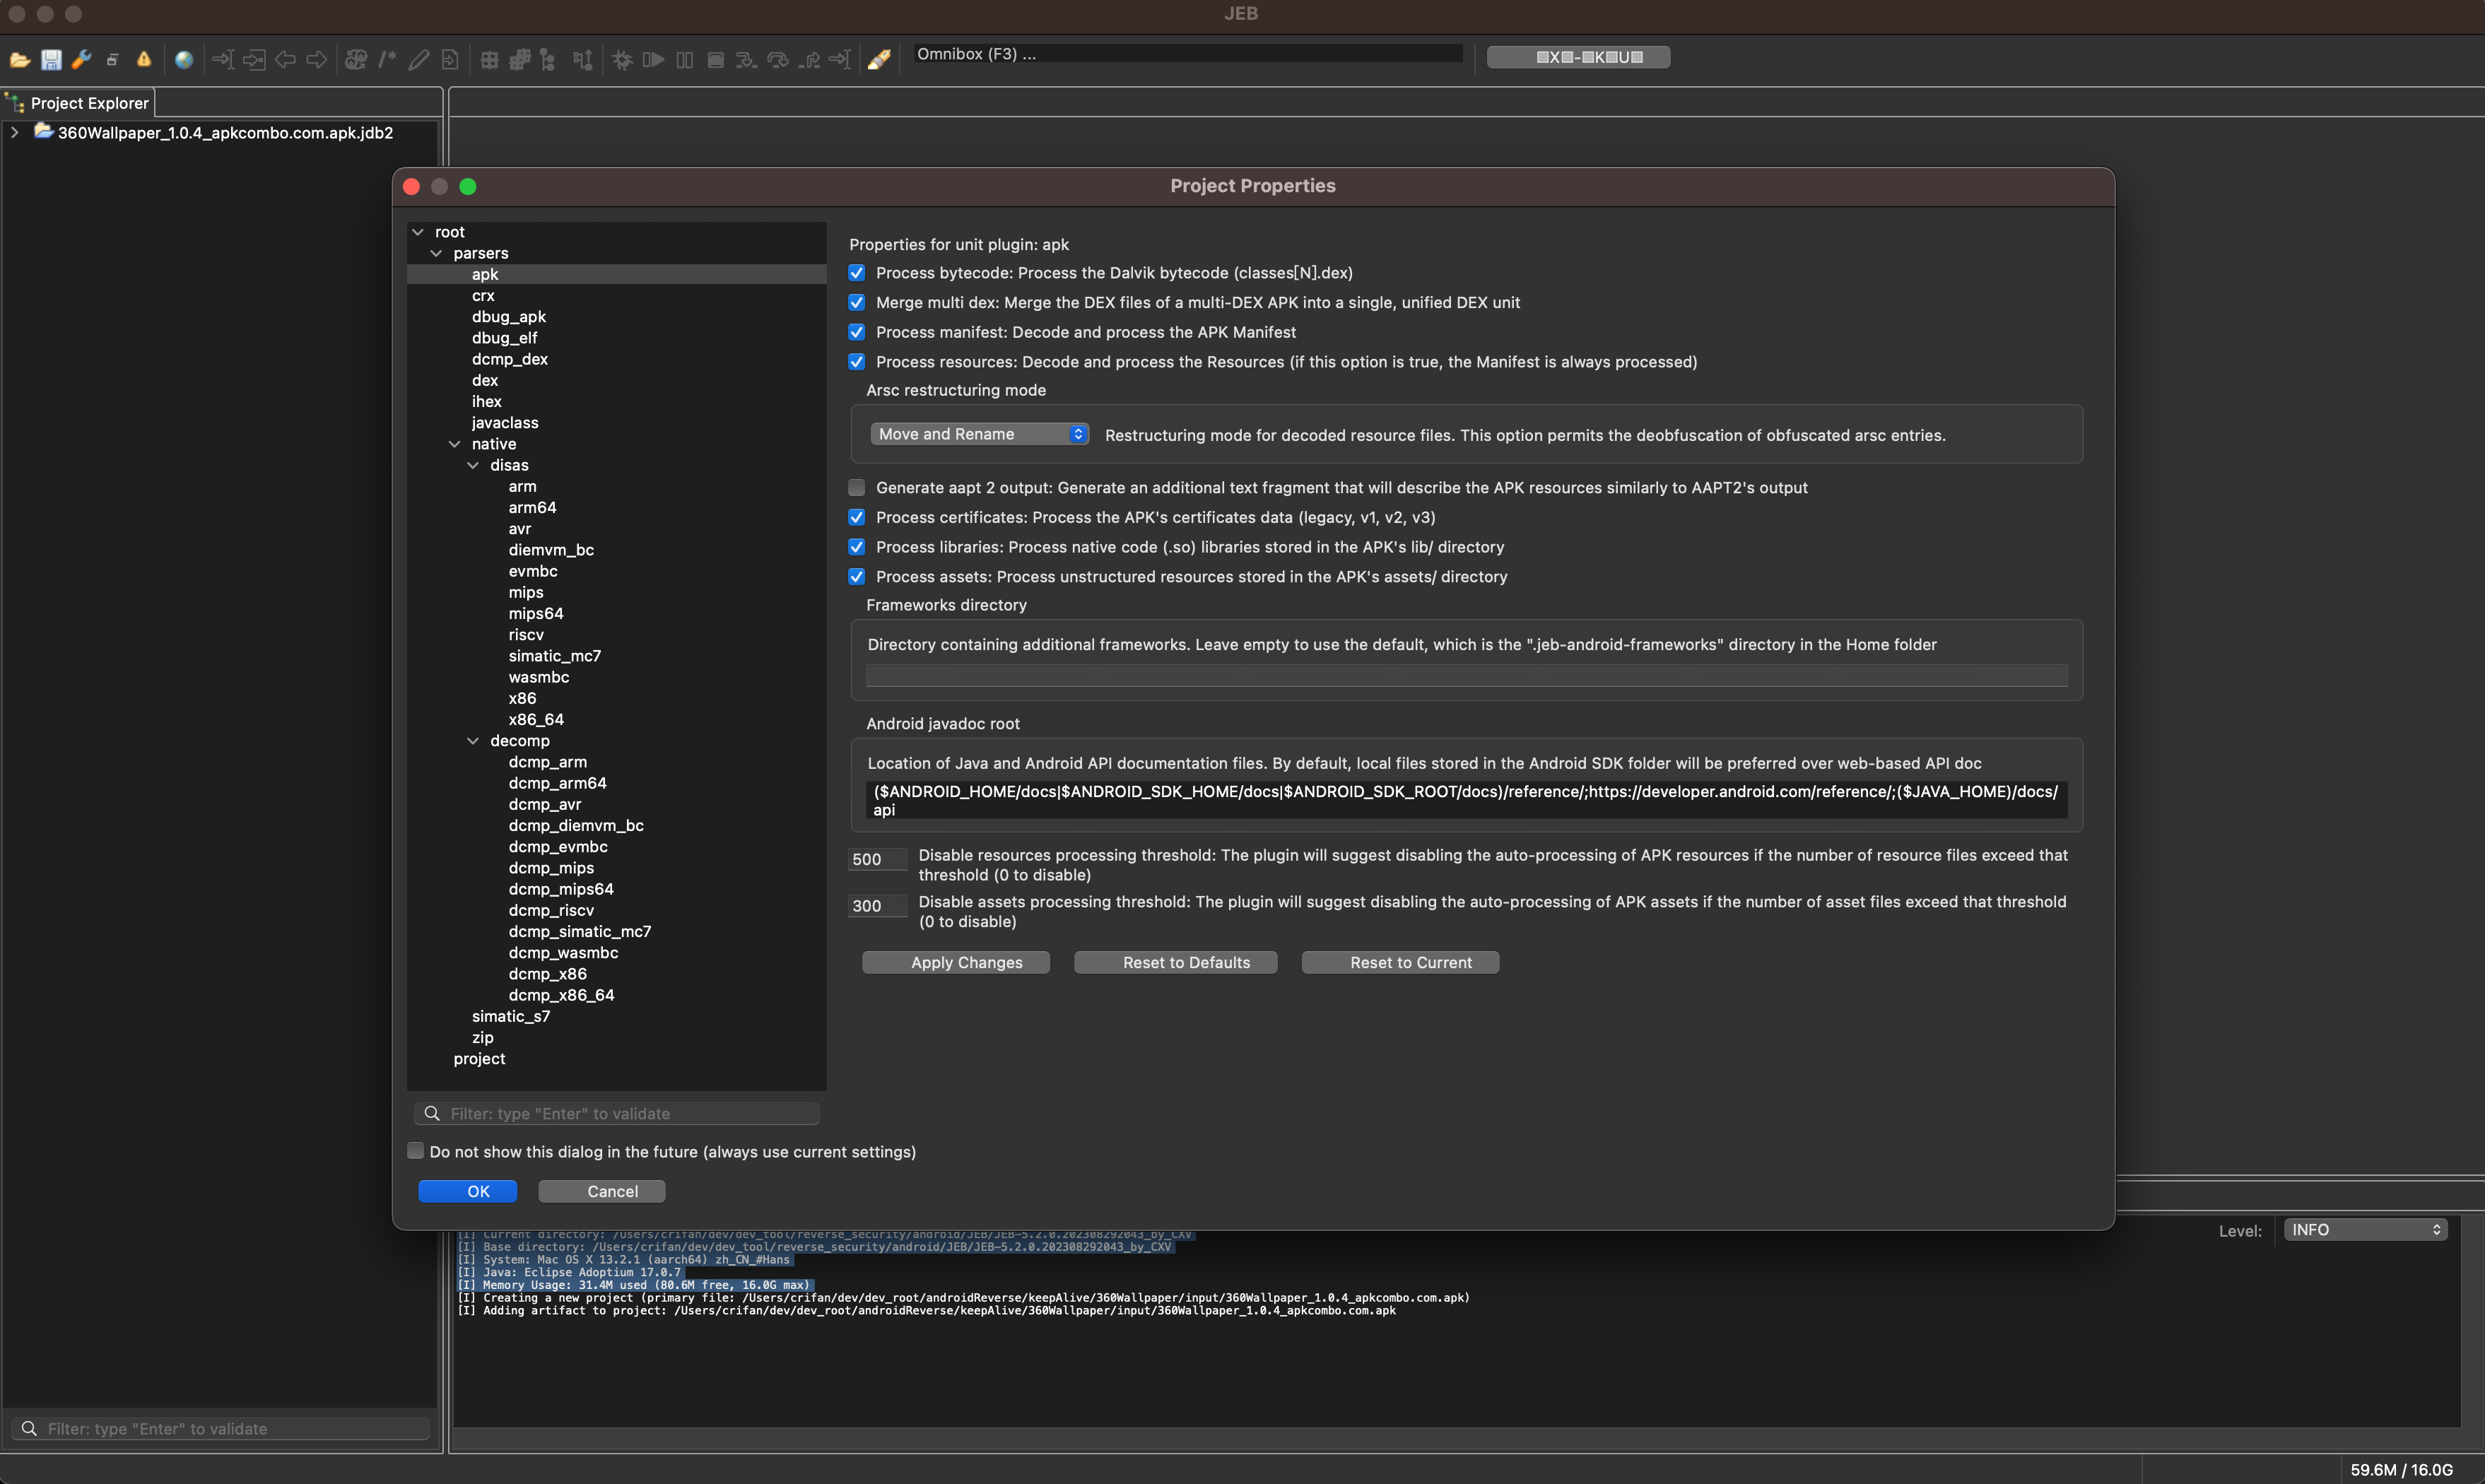 JEB
Omnibox (F3) ...
X - K U
Project Explorer
360Wallpaper_1.0.4_apkcombo.com.apk.jdb2
Project Properties
root
parsers
apk
crx
dbug_apk
dbug_elf
dcmp_dex
dex
ihex
javaclass
native
disas
arm
arm64
avr
diemvm_bc
evmbc
mips
mips64
riscv
simatic_mc7
wasmbc
x86
x86_64
decomp
dcmp_arm
dcmp_arm64
dcmp_avr
dcmp_diemvm_bc
dcmp_evmbc
dcmp_mips
dcmp_mips64
dcmp_riscv
dcmp_simatic_mc7
dcmp_wasmbc
dcmp_x86
dcmp_x86_64
simatic_s7
zip
project
Filter: type "Enter" to validate
Properties for unit plugin: apk
Process bytecode: Process the Dalvik bytecode (classes[N].dex)
Merge multi dex: Merge the DEX files of a multi-DEX APK into a single, unified DEX unit
Process manifest: Decode and process the APK Manifest
Process resources: Decode and process the Resources (if this option is true, the Manifest is always processed)
Arsc restructuring mode
Move and Rename Restructuring mode for decoded resource files. This option permits the deobfuscation of obfuscated arsc entries.
Generate aapt 2 output: Generate an additional text fragment that will describe the APK resources similarly to AAPT2's output
Process certificates: Process the APK's certificates data (legacy, v1, v2, v3)
Process libraries: Process native code (.so) libraries stored in the APK's lib/ directory
Process assets: Process unstructured resources stored in the APK's assets/ directory
Frameworks directory
Directory containing additional frameworks. Leave empty to use the default, which is the ".jeb-android-frameworks" directory in the Home folder
Android javadoc root
Location of Java and Android API documentation files. By default, local files stored in the Android SDK folder will be preferred over web-based API doc
($ANDROID_HOME/docs|$ANDROID_SDK_HOME/docs|$ANDROID_SDK_ROOT/docs)/reference/;https://developer.android.com/reference/;($JAVA_HOME)/docs/
api
500 Disable resources processing threshold: The plugin will suggest disabling the auto-processing of APK resources if the number of resource files exceed that
threshold (0 to disable)
300 Disable assets processing threshold: The plugin will suggest disabling the auto-processing of APK assets if the number of asset files exceed that threshold
(0 to disable)
Apply Changes Reset to Defaults Reset to Current
Do not show this dialog in the future (always use current settings)
OK Cancel
Level: INFO
[I] Current directory: /Users/crifan/dev/dev_tool/reverse_security/android/JEB/JEB-5.2.0.202308292043_by_CXV
[I] Base directory: /Users/crifan/dev/dev_tool/reverse_security/android/JEB/JEB-5.2.0.202308292043_by_CXV
[I] System: Mac OS X 13.2.1 (aarch64) zh_CN_#Hans
[I] Java: Eclipse Adoptium 17.0.7
[I] Memory Usage: 31.4M used (80.6M free, 16.0G max)
[I] Creating a new project (primary file: /Users/crifan/dev/dev_root/androidReverse/keepAlive/360Wallpaper/input/360Wallpaper_1.0.4_apkcombo.com.apk)
[I] Adding artifact to project: /Users/crifan/dev/dev_root/androidReverse/keepAlive/360Wallpaper/input/360Wallpaper_1.0.4_apkcombo.com.apk
Filter: type "Enter" to validate
59.6M / 16.0G